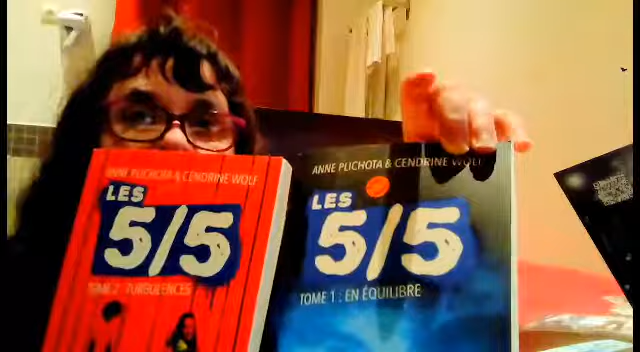 ANNE PLICHOTA & CENDRINE WOLF
LES
5/5
TOME 2 : TURBULENCES
ANNE PLICHOTA & CENDRINE WOLF
LES
5/5
TOME 1 : EN ÉQUILIBRE